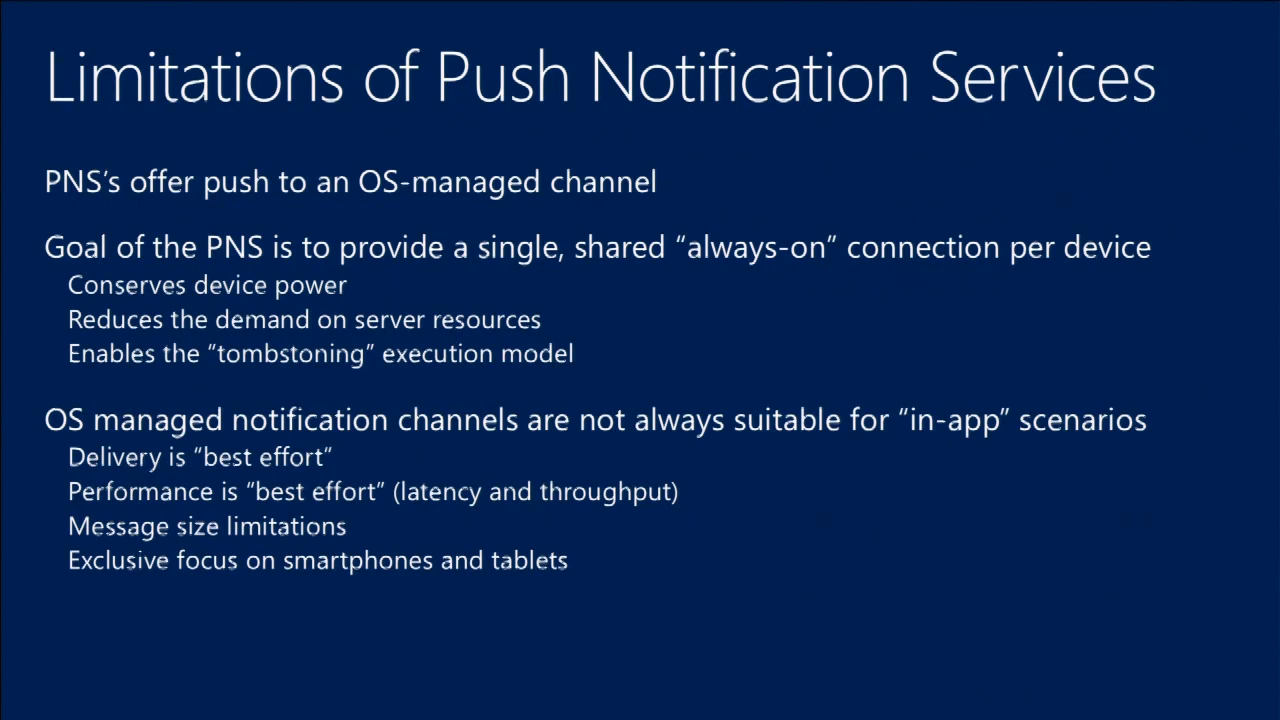 Limitations of Push Notification Services
PNS’s offer push to an OS-managed channel
Goal of the PNS is to provide a single, shared “always-on” connection per device
Conserves device power
Reduces the demand on server resources
Enables the “tombstoning” execution model
OS managed notification channels are not always suitable for “in-app” scenarios
Delivery is “best effort“
Performance is “best effort” (latency and throughput)
Message size limitations
Exclusive focus on smartphones and tablets